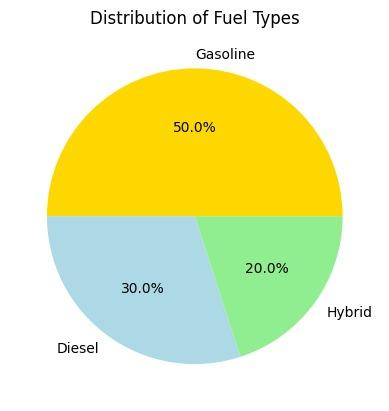 Distribution of Fuel Types
Gasoline
50.0%
30.0%
20.0%
Diesel
Hybrid